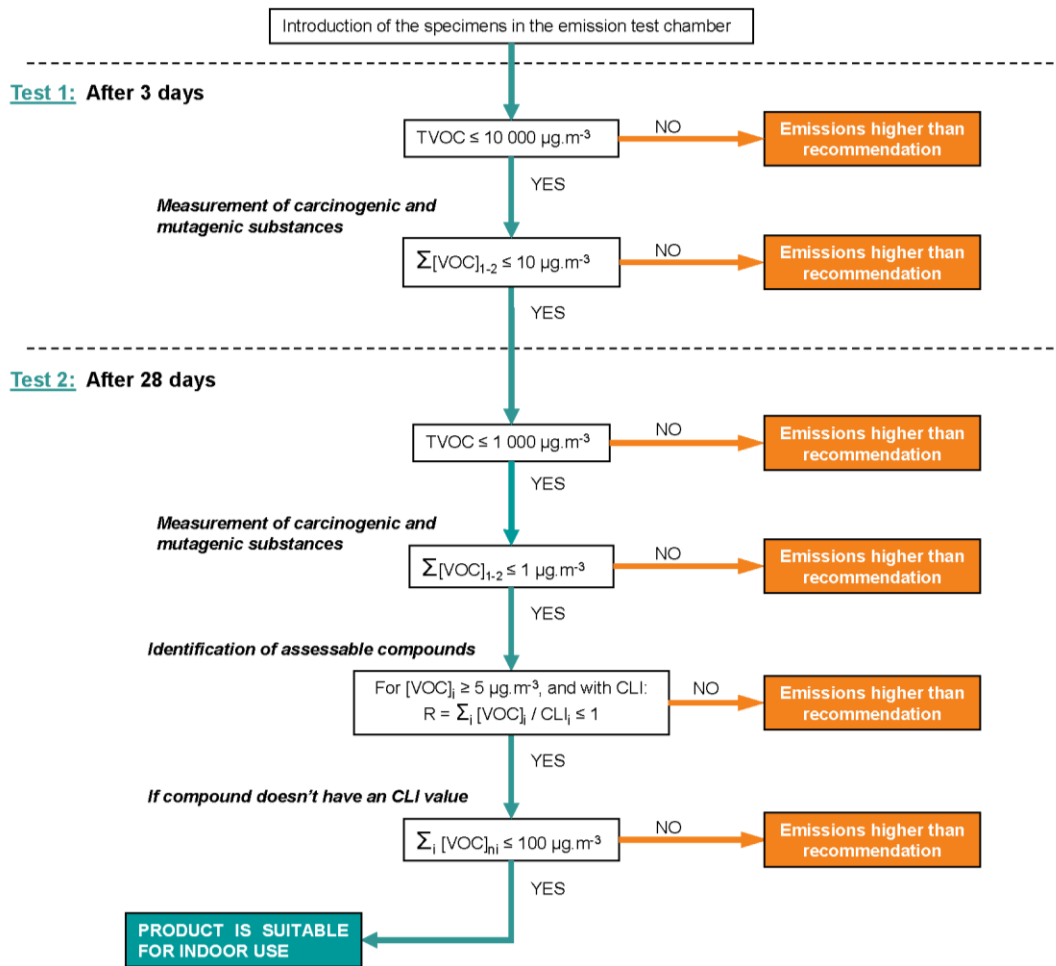 Introduction of the specimens in the emission test chamber
Test 1: After 3 days
TVOC ≤ 10 000 µg.m⁻³
NO
Emissions higher than
recommendation
YES
Measurement of carcinogenic and
mutagenic substances
Σ[VOC]₁₋₂ ≤ 10 µg.m⁻³
NO
Emissions higher than
recommendation
YES
Test 2: After 28 days
TVOC ≤ 1 000 µg.m⁻³
NO
Emissions higher than
recommendation
YES
Measurement of carcinogenic and
mutagenic substances
Σ[VOC]₁₋₂ ≤ 1 µg.m⁻³
NO
Emissions higher than
recommendation
YES
Identification of assessable compounds
For [VOC]ᵢ ≥ 5 µg.m⁻³, and with CLI:
R = Σᵢ [VOC]ᵢ / CLIᵢ ≤ 1
NO
Emissions higher than
recommendation
YES
If compound doesn't have an CLI value
Σᵢ [VOC]ₙᵢ ≤ 100 µg.m⁻³
NO
Emissions higher than
recommendation
YES
PRODUCT IS SUITABLE
FOR INDOOR USE